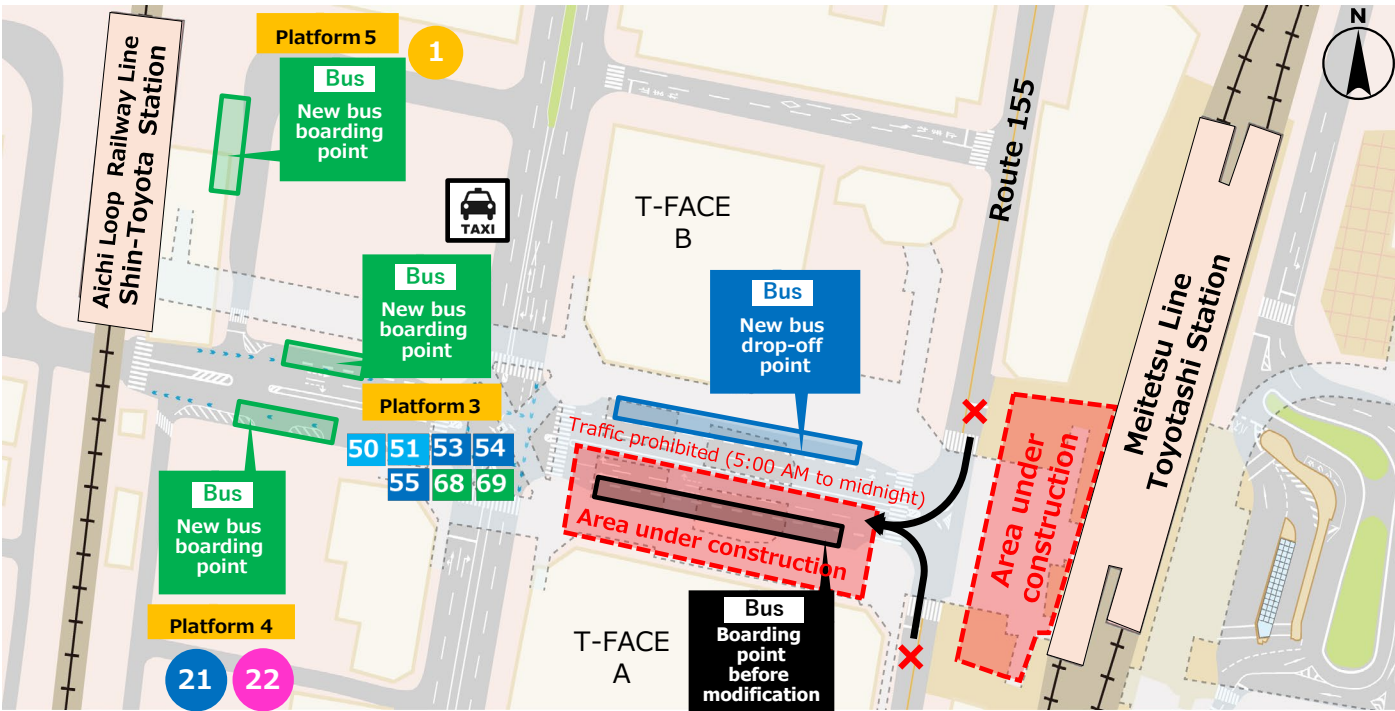 Platform 5
1
Bus
New bus
boarding
point
N
Aichi Loop Railway Line
Shin-Toyota Station
TAXI
T-FACE
B
Route 155
Meitetsu Line
Toyotashi Station
Bus
New bus
boarding
point
Bus
New bus
drop-off
point
Platform 3
50 51 53 54
55 68 69
Traffic prohibited (5:00 AM to midnight)
Area under construction
Area under
construction
Bus
New bus
boarding
point
Platform 4
21 22
T-FACE
A
Bus
Boarding
point
before
modification